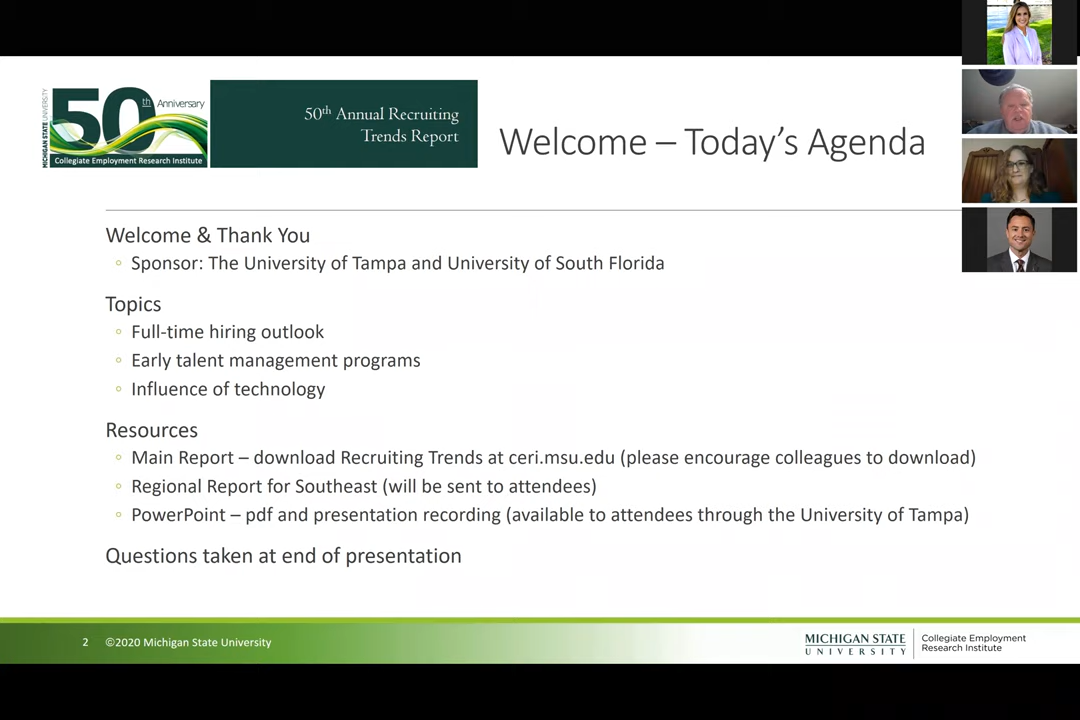 MICHIGAN STATE UNIVERSITY
50th Anniversary
Collegiate Employment Research Institute
50th Annual Recruiting
Trends Report
Welcome – Today’s Agenda
Welcome & Thank You
◦ Sponsor: The University of Tampa and University of South Florida
Topics
◦ Full-time hiring outlook
◦ Early talent management programs
◦ Influence of technology
Resources
◦ Main Report – download Recruiting Trends at ceri.msu.edu (please encourage colleagues to download)
◦ Regional Report for Southeast (will be sent to attendees)
◦ PowerPoint – pdf and presentation recording (available to attendees through the University of Tampa)
Questions taken at end of presentation
2 ©2020 Michigan State University
MICHIGAN STATE
UNIVERSITY
Collegiate Employment
Research Institute